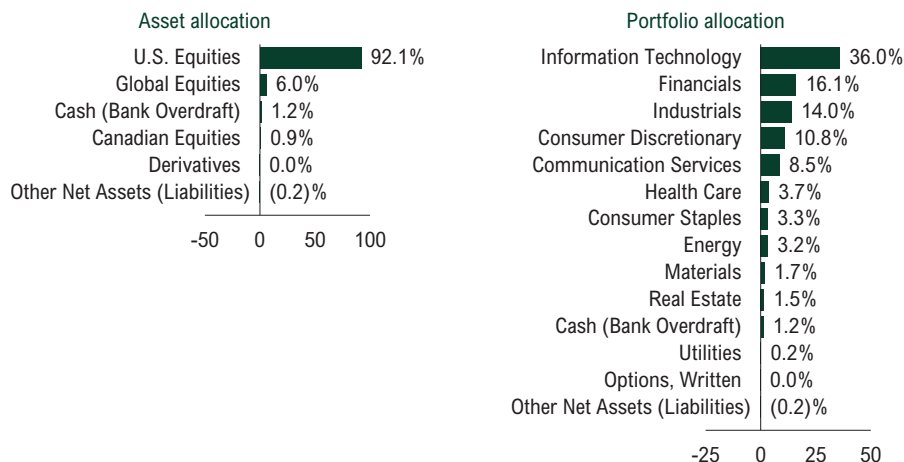 Asset allocation
U.S. Equities 92.1%
Global Equities 6.0%
Cash (Bank Overdraft) 1.2%
Canadian Equities 0.9%
Derivatives 0.0%
Other Net Assets (Liabilities) (0.2)%
-50 0 50 100
Portfolio allocation
Information Technology 36.0%
Financials 16.1%
Industrials 14.0%
Consumer Discretionary 10.8%
Communication Services 8.5%
Health Care 3.7%
Consumer Staples 3.3%
Energy 3.2%
Materials 1.7%
Real Estate 1.5%
Cash (Bank Overdraft) 1.2%
Utilities 0.2%
Options, Written 0.0%
Other Net Assets (Liabilities) (0.2)%
-25 0 25 50